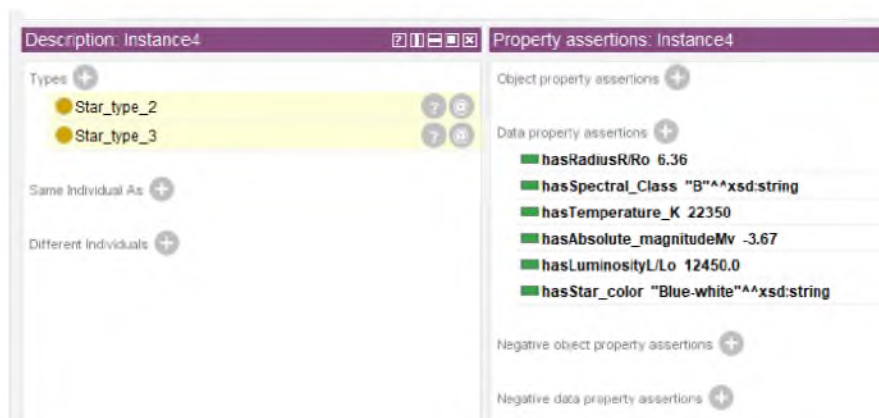 Description: Instance4
Types
Star_type_2
Star_type_3
Same Individual As
Different Individuals
Property assertions: Instance4
Object property assertions
Data property assertions
hasRadiusR/Ro 6.36
hasSpectral_Class "B"^^xsd:string
hasTemperature_K 22350
hasAbsolute_magnitudeMv -3.67
hasLuminosityL/Lo 12450.0
hasStar_color "Blue-white"^^xsd:string
Negative object property assertions
Negative data property assertions